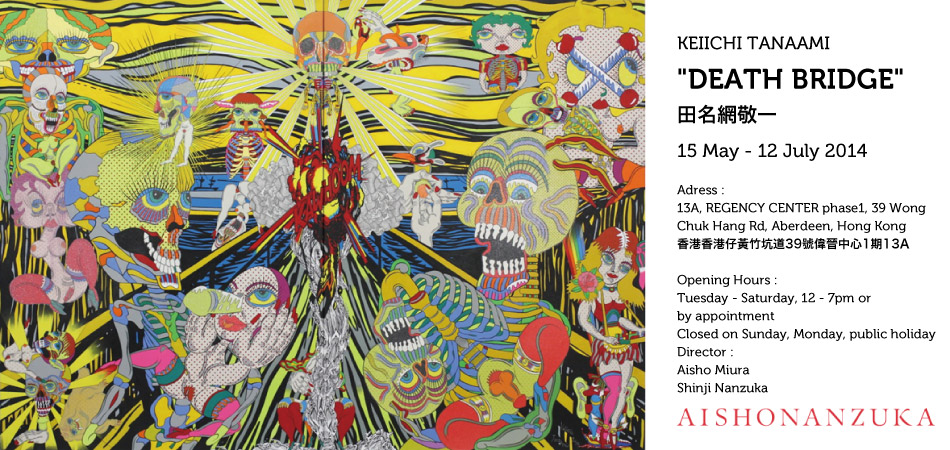 KEIICHI TANAAMI
"DEATH BRIDGE"
田名網敬一
15 May - 12 July 2014
Adress :
13A, REGENCY CENTER phase1, 39 Wong
Chuk Hang Rd, Aberdeen, Hong Kong
香港香港仔黃竹坑道39號偉晉中心1期13A
Opening Hours :
Tuesday - Saturday, 12 - 7pm or
by appointment
Closed on Sunday, Monday, public holiday
Director :
Aisho Miura
Shinji Nanzuka
AISHONANZUKA